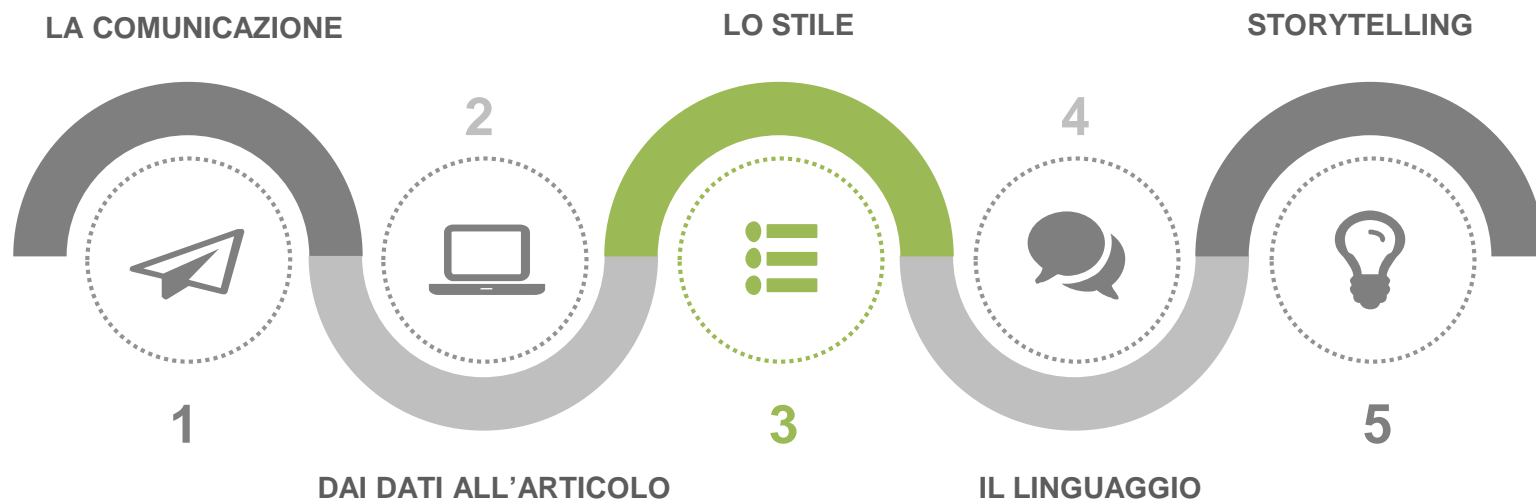 LA COMUNICAZIONE
LO STILE
STORYTELLING
2
4
1
3
5
DAI DATI ALL’ARTICOLO
IL LINGUAGGIO